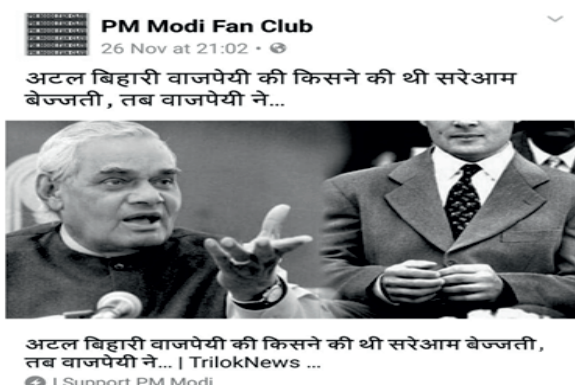 PM Modi Fan Club
26 Nov at 21:02 •
अटल बिहारी वाजपेयी की किसने की थी सरेआम
बेज्जती, तब वाजपेयी ने...
अटल बिहारी वाजपेयी की किसने की थी सरेआम बेज्जती,
तब वाजपेयी ने... | TrilokNews ...
I Support PM Modi